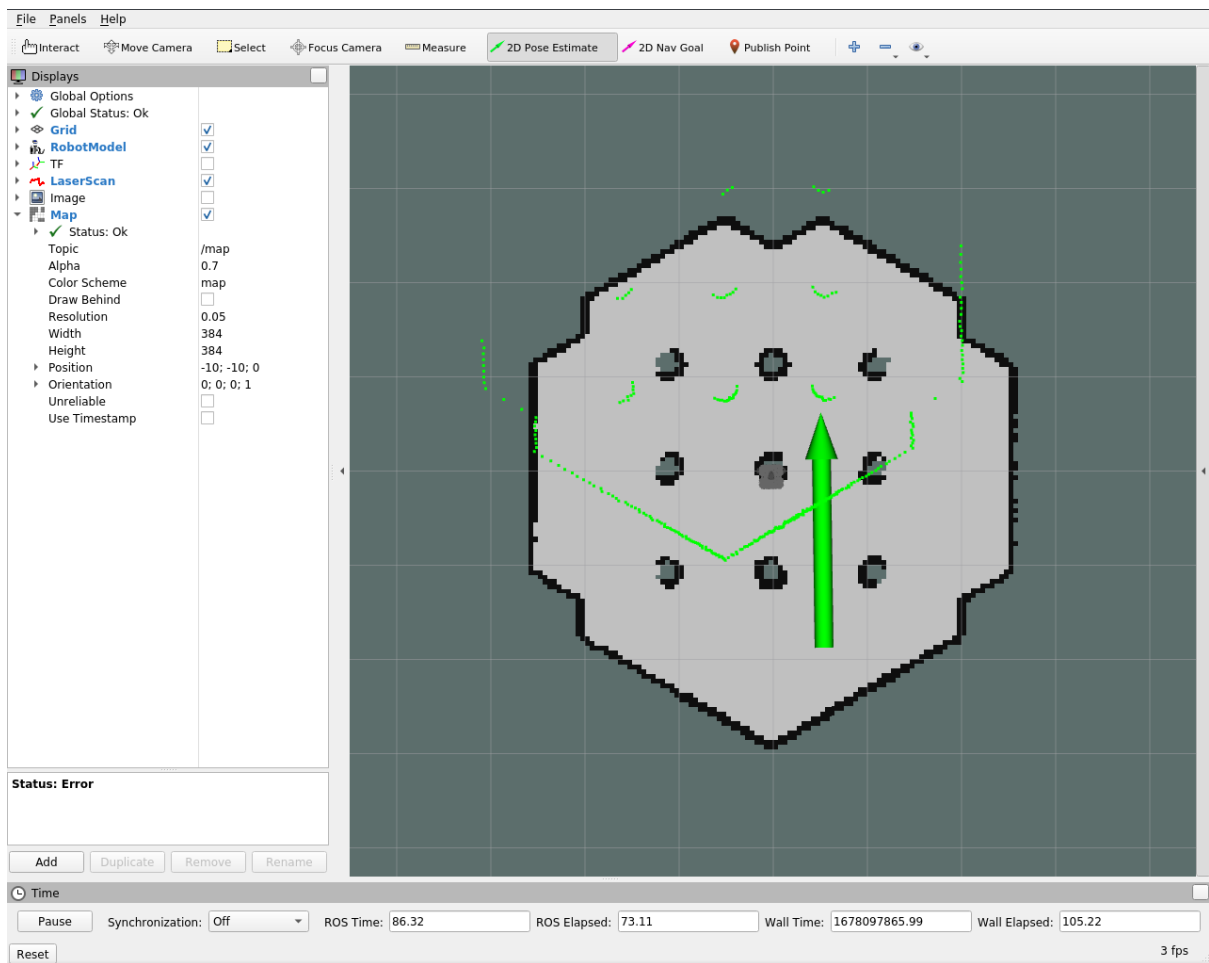 File Panels Help
Interact Move Camera Select Focus Camera Measure 2D Pose Estimate 2D Nav Goal Publish Point
Displays
Global Options
Global Status: Ok
Grid
RobotModel
TF
LaserScan
Image
Map
Status: Ok
Topic /map
Alpha 0.7
Color Scheme map
Draw Behind
Resolution 0.05
Width 384
Height 384
Position -10; -10; 0
Orientation 0; 0; 0; 1
Unreliable
Use Timestamp
Status: Error
Add Duplicate Remove Rename
Time
Pause Synchronization: Off ROS Time: 86.32 ROS Elapsed: 73.11 Wall Time: 1678097865.99 Wall Elapsed: 105.22
Reset 3 fps